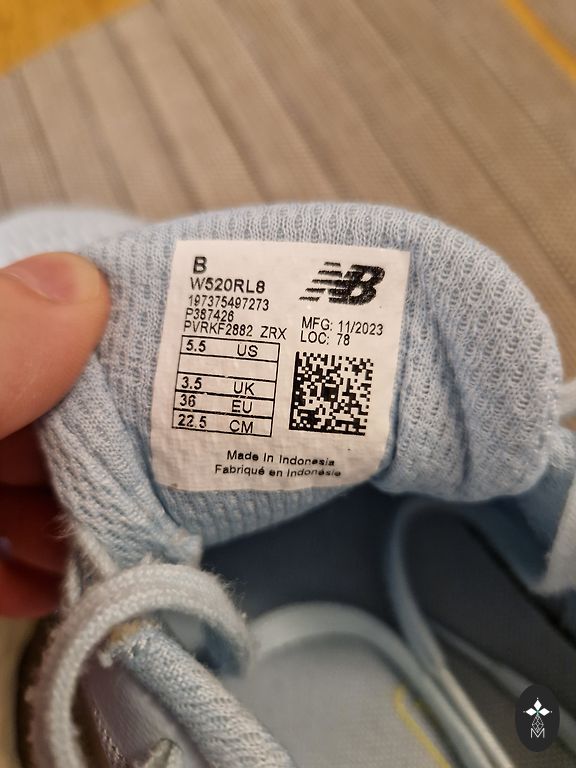 B
W520RL8
197375497273
P387426
PVRKF2882 ZRX
5.5 US
3.5 UK
36 EU
22.5 CM
NB
MFG: 11/2023
LOC: 78
Made in Indonesia
Fabriqué en Indonésie
M